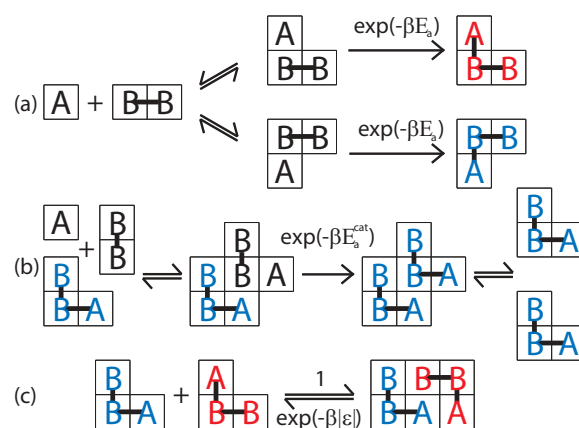 A exp(-βEₐ) A
B B B B
(a) A + B B
B B exp(-βEₐ) B B
A A
A + B B B B
B exp(-βEₐᶜᵃᵗ) B A
(b) B B B A B B A
B A B A B A B
B A
(c) B + A 1 B B B
B A B B exp(-β|ε|) B A A